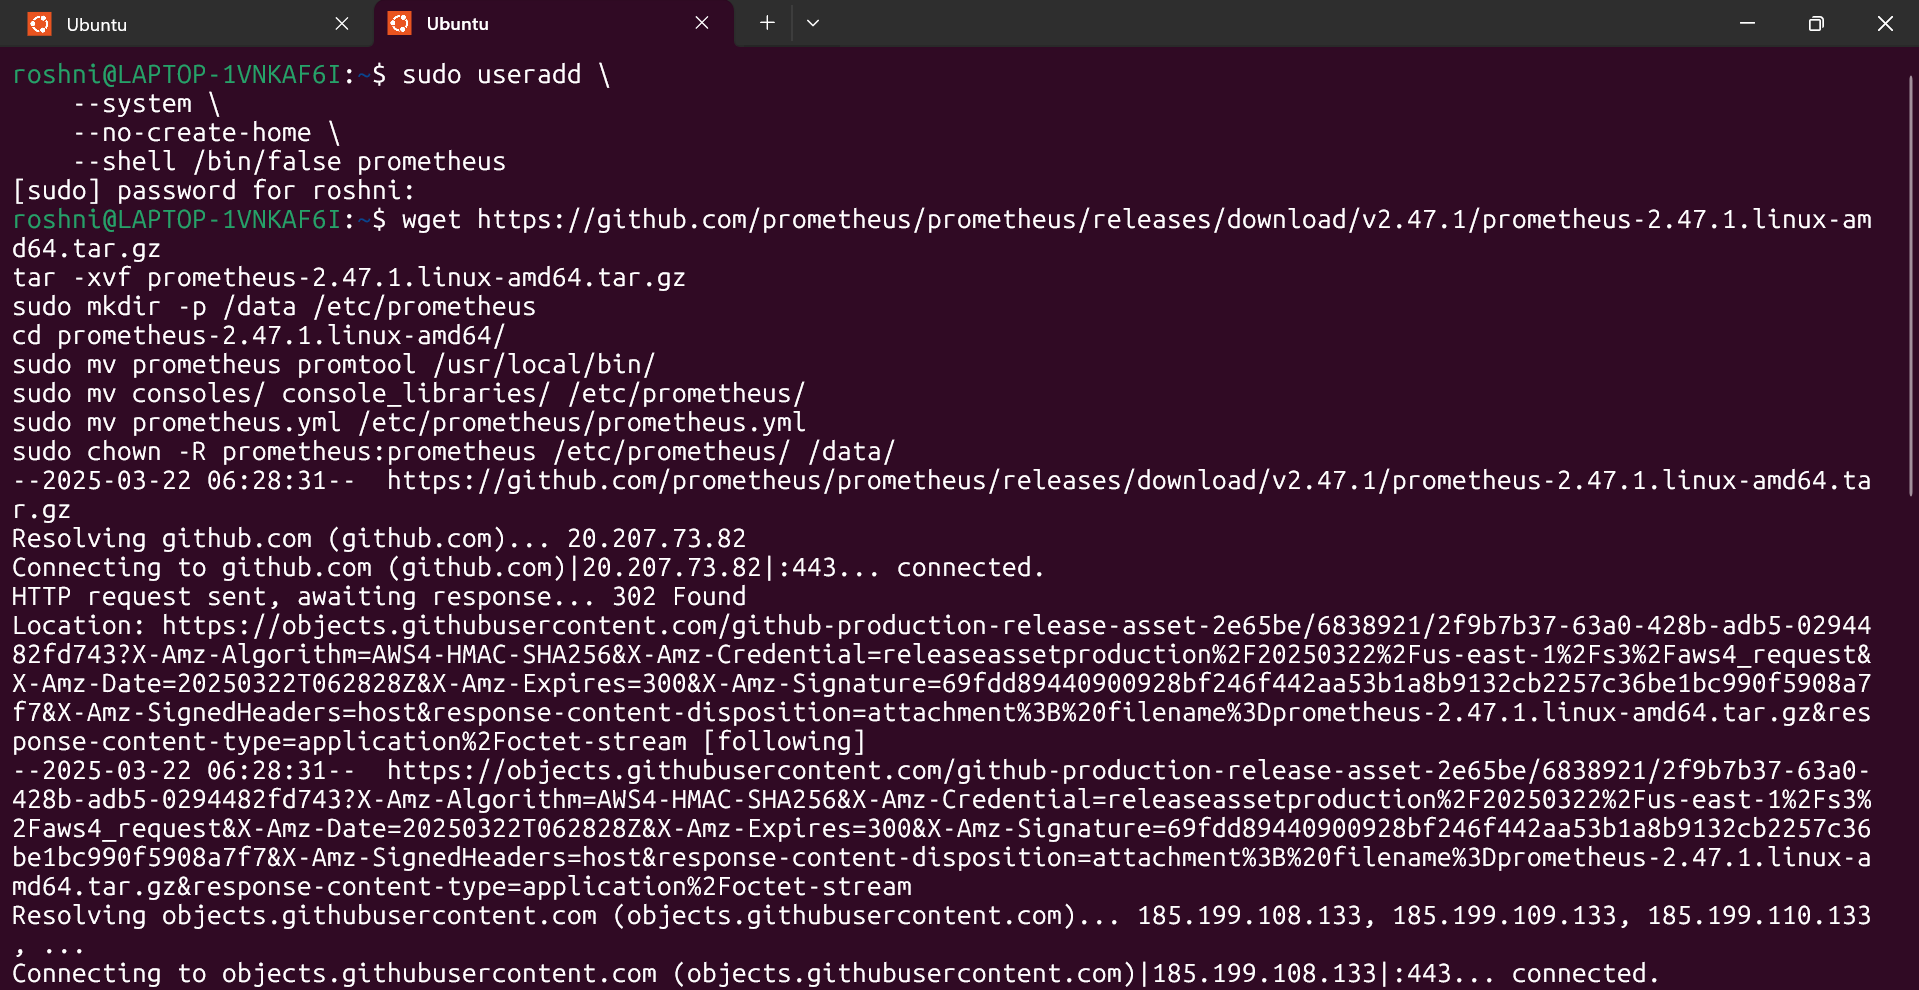 Ubuntu
Ubuntu
roshni@LAPTOP-1VNKAF6I:~$ sudo useradd \
    --system \
    --no-create-home \
    --shell /bin/false prometheus
[sudo] password for roshni:
roshni@LAPTOP-1VNKAF6I:~$ wget https://github.com/prometheus/prometheus/releases/download/v2.47.1/prometheus-2.47.1.linux-am
d64.tar.gz
tar -xvf prometheus-2.47.1.linux-amd64.tar.gz
sudo mkdir -p /data /etc/prometheus
cd prometheus-2.47.1.linux-amd64/
sudo mv prometheus promtool /usr/local/bin/
sudo mv consoles/ console_libraries/ /etc/prometheus/
sudo mv prometheus.yml /etc/prometheus/prometheus.yml
sudo chown -R prometheus:prometheus /etc/prometheus/ /data/
--2025-03-22 06:28:31--  https://github.com/prometheus/prometheus/releases/download/v2.47.1/prometheus-2.47.1.linux-amd64.ta
r.gz
Resolving github.com (github.com)... 20.207.73.82
Connecting to github.com (github.com)|20.207.73.82|:443... connected.
HTTP request sent, awaiting response... 302 Found
Location: https://objects.githubusercontent.com/github-production-release-asset-2e65be/6838921/2f9b7b37-63a0-428b-adb5-02944
82fd743?X-Amz-Algorithm=AWS4-HMAC-SHA256&X-Amz-Credential=releaseassetproduction%2F20250322%2Fus-east-1%2Fs3%2Faws4_request&
X-Amz-Date=20250322T062828Z&X-Amz-Expires=300&X-Amz-Signature=69fdd89440900928bf246f442aa53b1a8b9132cb2257c36be1bc990f5908a7
f7&X-Amz-SignedHeaders=host&response-content-disposition=attachment%3B%20filename%3Dprometheus-2.47.1.linux-amd64.tar.gz&res
ponse-content-type=application%2Foctet-stream [following]
--2025-03-22 06:28:31--  https://objects.githubusercontent.com/github-production-release-asset-2e65be/6838921/2f9b7b37-63a0-
428b-adb5-0294482fd743?X-Amz-Algorithm=AWS4-HMAC-SHA256&X-Amz-Credential=releaseassetproduction%2F20250322%2Fus-east-1%2Fs3%
2Faws4_request&X-Amz-Date=20250322T062828Z&X-Amz-Expires=300&X-Amz-Signature=69fdd89440900928bf246f442aa53b1a8b9132cb2257c36
be1bc990f5908a7f7&X-Amz-SignedHeaders=host&response-content-disposition=attachment%3B%20filename%3Dprometheus-2.47.1.linux-a
md64.tar.gz&response-content-type=application%2Foctet-stream
Resolving objects.githubusercontent.com (objects.githubusercontent.com)... 185.199.108.133, 185.199.109.133, 185.199.110.133
, ...
Connecting to objects.githubusercontent.com (objects.githubusercontent.com)|185.199.108.133|:443... connected.